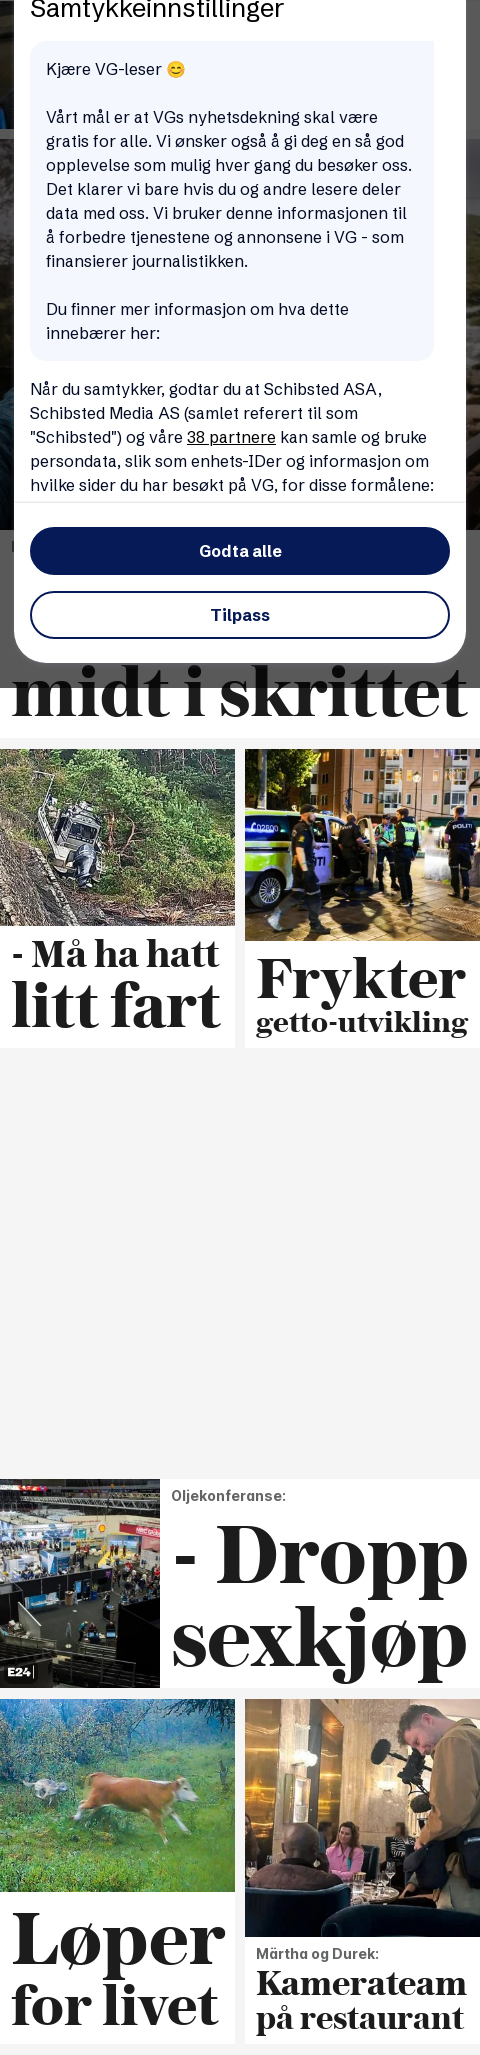 Samtykkeinnstillinger
Kjære VG-leser 😊
Vårt mål er at VGs nyhetsdekning skal være
gratis for alle. Vi ønsker også å gi deg en så god
opplevelse som mulig hver gang du besøker oss.
Det klarer vi bare hvis du og andre lesere deler
data med oss. Vi bruker denne informasjonen til
å forbedre tjenestene og annonsene i VG - som
finansierer journalistikken.
Du finner mer informasjon om hva dette
innebærer her:
Når du samtykker, godtar du at Schibsted ASA,
Schibsted Media AS (samlet referert til som
"Schibsted") og våre 38 partnere kan samle og bruke
persondata, slik som enhets-IDer og informasjon om
hvilke sider du har besøkt på VG, for disse formålene:
Godta alle
Tilpass
midt i skrittet
02800
POLITI
- Må ha hatt
litt fart
Frykter
getto-utvikling
Oljekonferanse:
- Dropp
sexkjøp
E24
Løper
for livet
Märtha og Durek:
Kamerateam
på restaurant